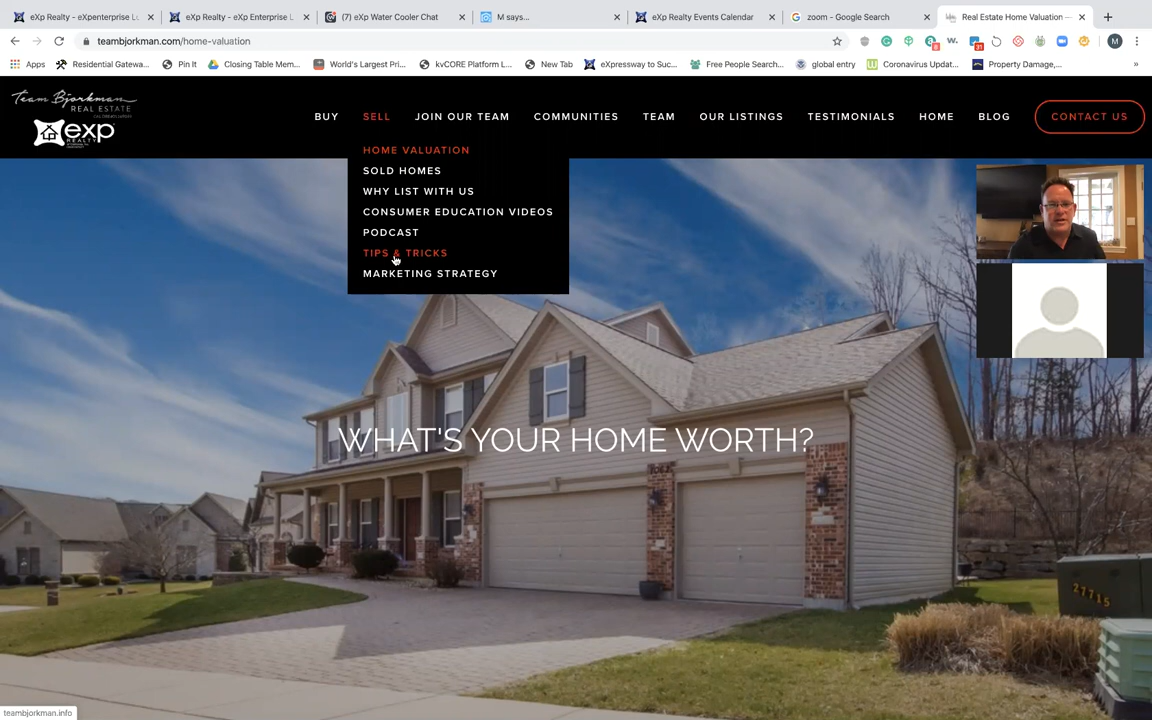 eXp Realty - eXpenterprise Lo
eXp Realty - eXp Enterprise L
(7) eXp Water Cooler Chat
M says...
eXp Realty Events Calendar
zoom - Google Search
Real Estate Home Valuation —
teambjorkman.com/home-valuation
Apps
Residential Gatewa...
Pin It
Closing Table Mem...
World's Largest Pri...
kvCORE Platform L...
New Tab
eXpressway to Suc...
Free People Search...
global entry
Coronavirus Updat...
Property Damage,...
Team Bjorkman
REAL ESTATE
exp
REALTY
BUY
SELL
JOIN OUR TEAM
COMMUNITIES
TEAM
OUR LISTINGS
TESTIMONIALS
HOME
BLOG
CONTACT US
HOME VALUATION
SOLD HOMES
WHY LIST WITH US
CONSUMER EDUCATION VIDEOS
PODCAST
TIPS & TRICKS
MARKETING STRATEGY
WHAT'S YOUR HOME WORTH?
27715
teambjorkman.info